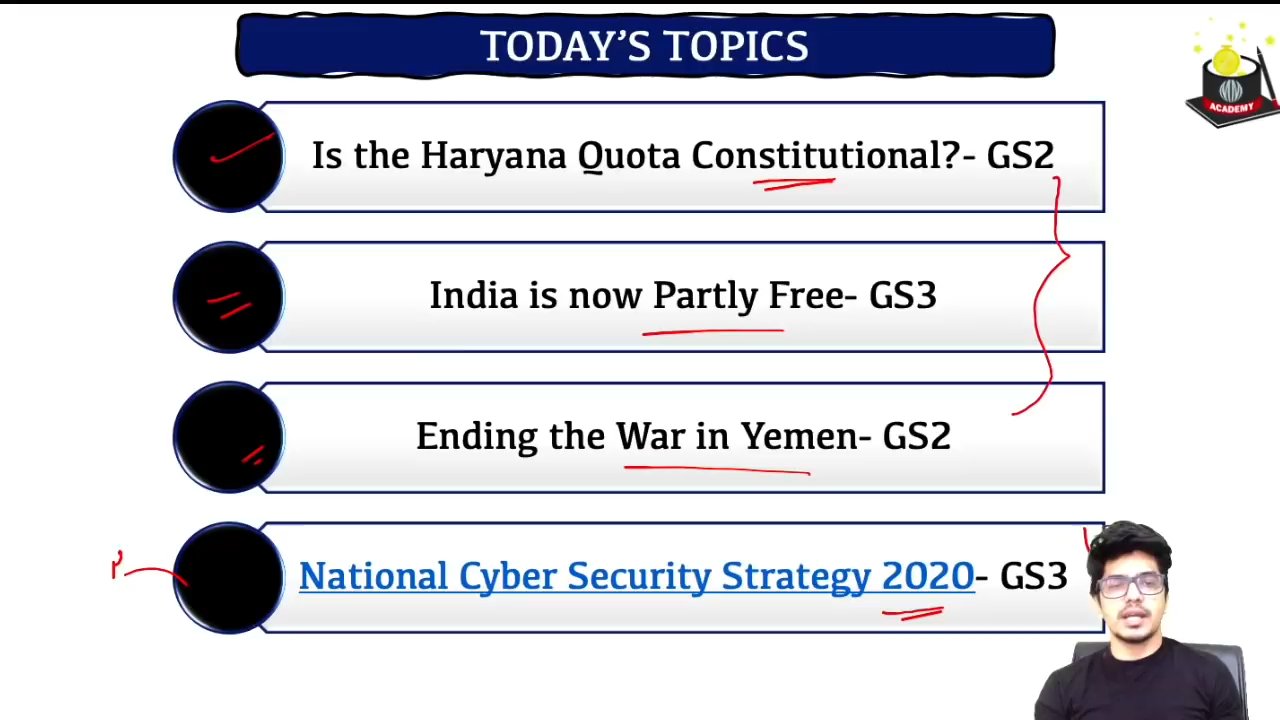 TODAY'S TOPICS
ACADEMY
Is the Haryana Quota Constitutional?- GS2
India is now Partly Free- GS3
Ending the War in Yemen- GS2
National Cyber Security Strategy 2020- GS3